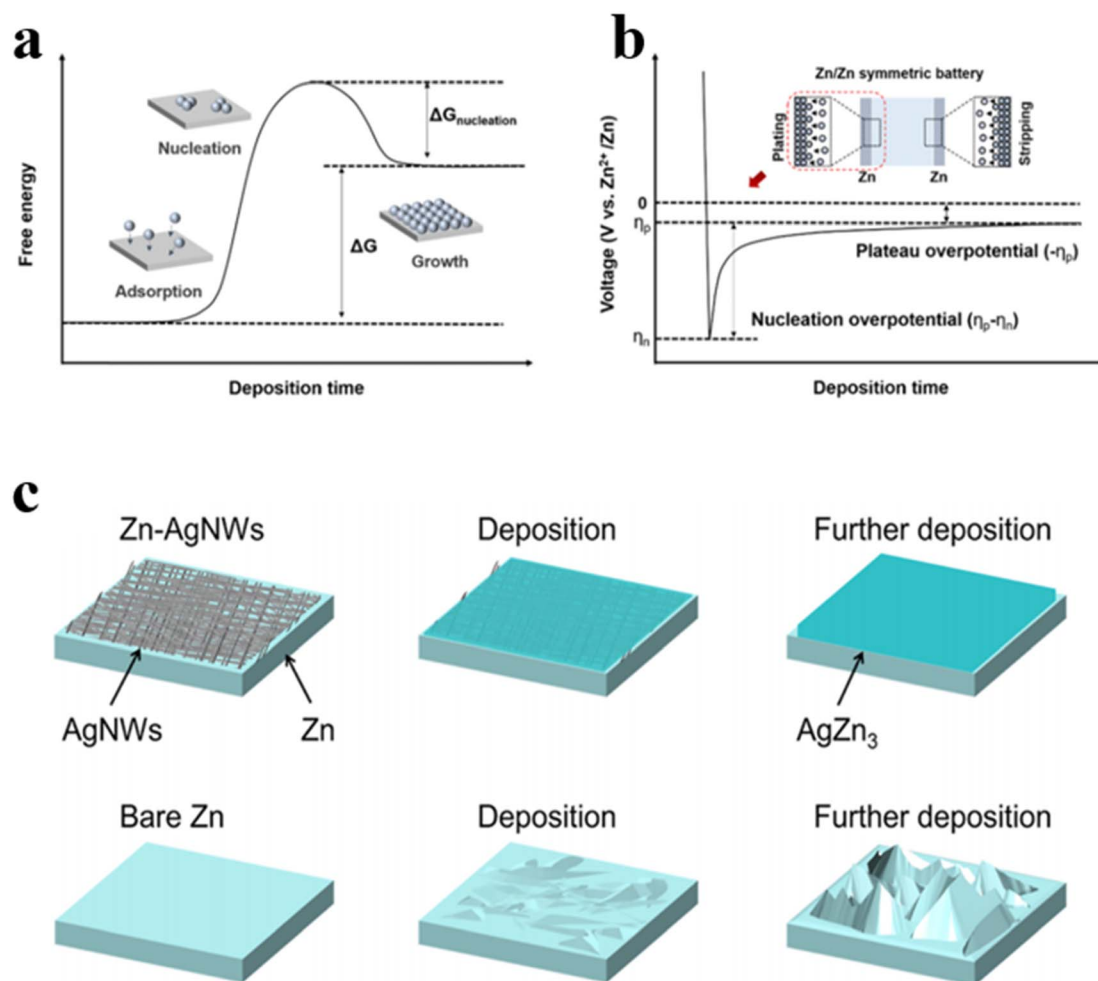 a
Free energy
Nucleation
Adsorption
ΔG_nucleation
ΔG
Growth
Deposition time
b
Voltage (V vs. Zn²⁺/Zn)
Zn/Zn symmetric battery
Plating
Stripping
Zn Zn
0
ηp
Plateau overpotential (-ηp)
Nucleation overpotential (ηp-ηn)
ηn
Deposition time
c
Zn-AgNWs
Deposition
Further deposition
AgNWs
Zn
AgZn₃
Bare Zn
Deposition
Further deposition